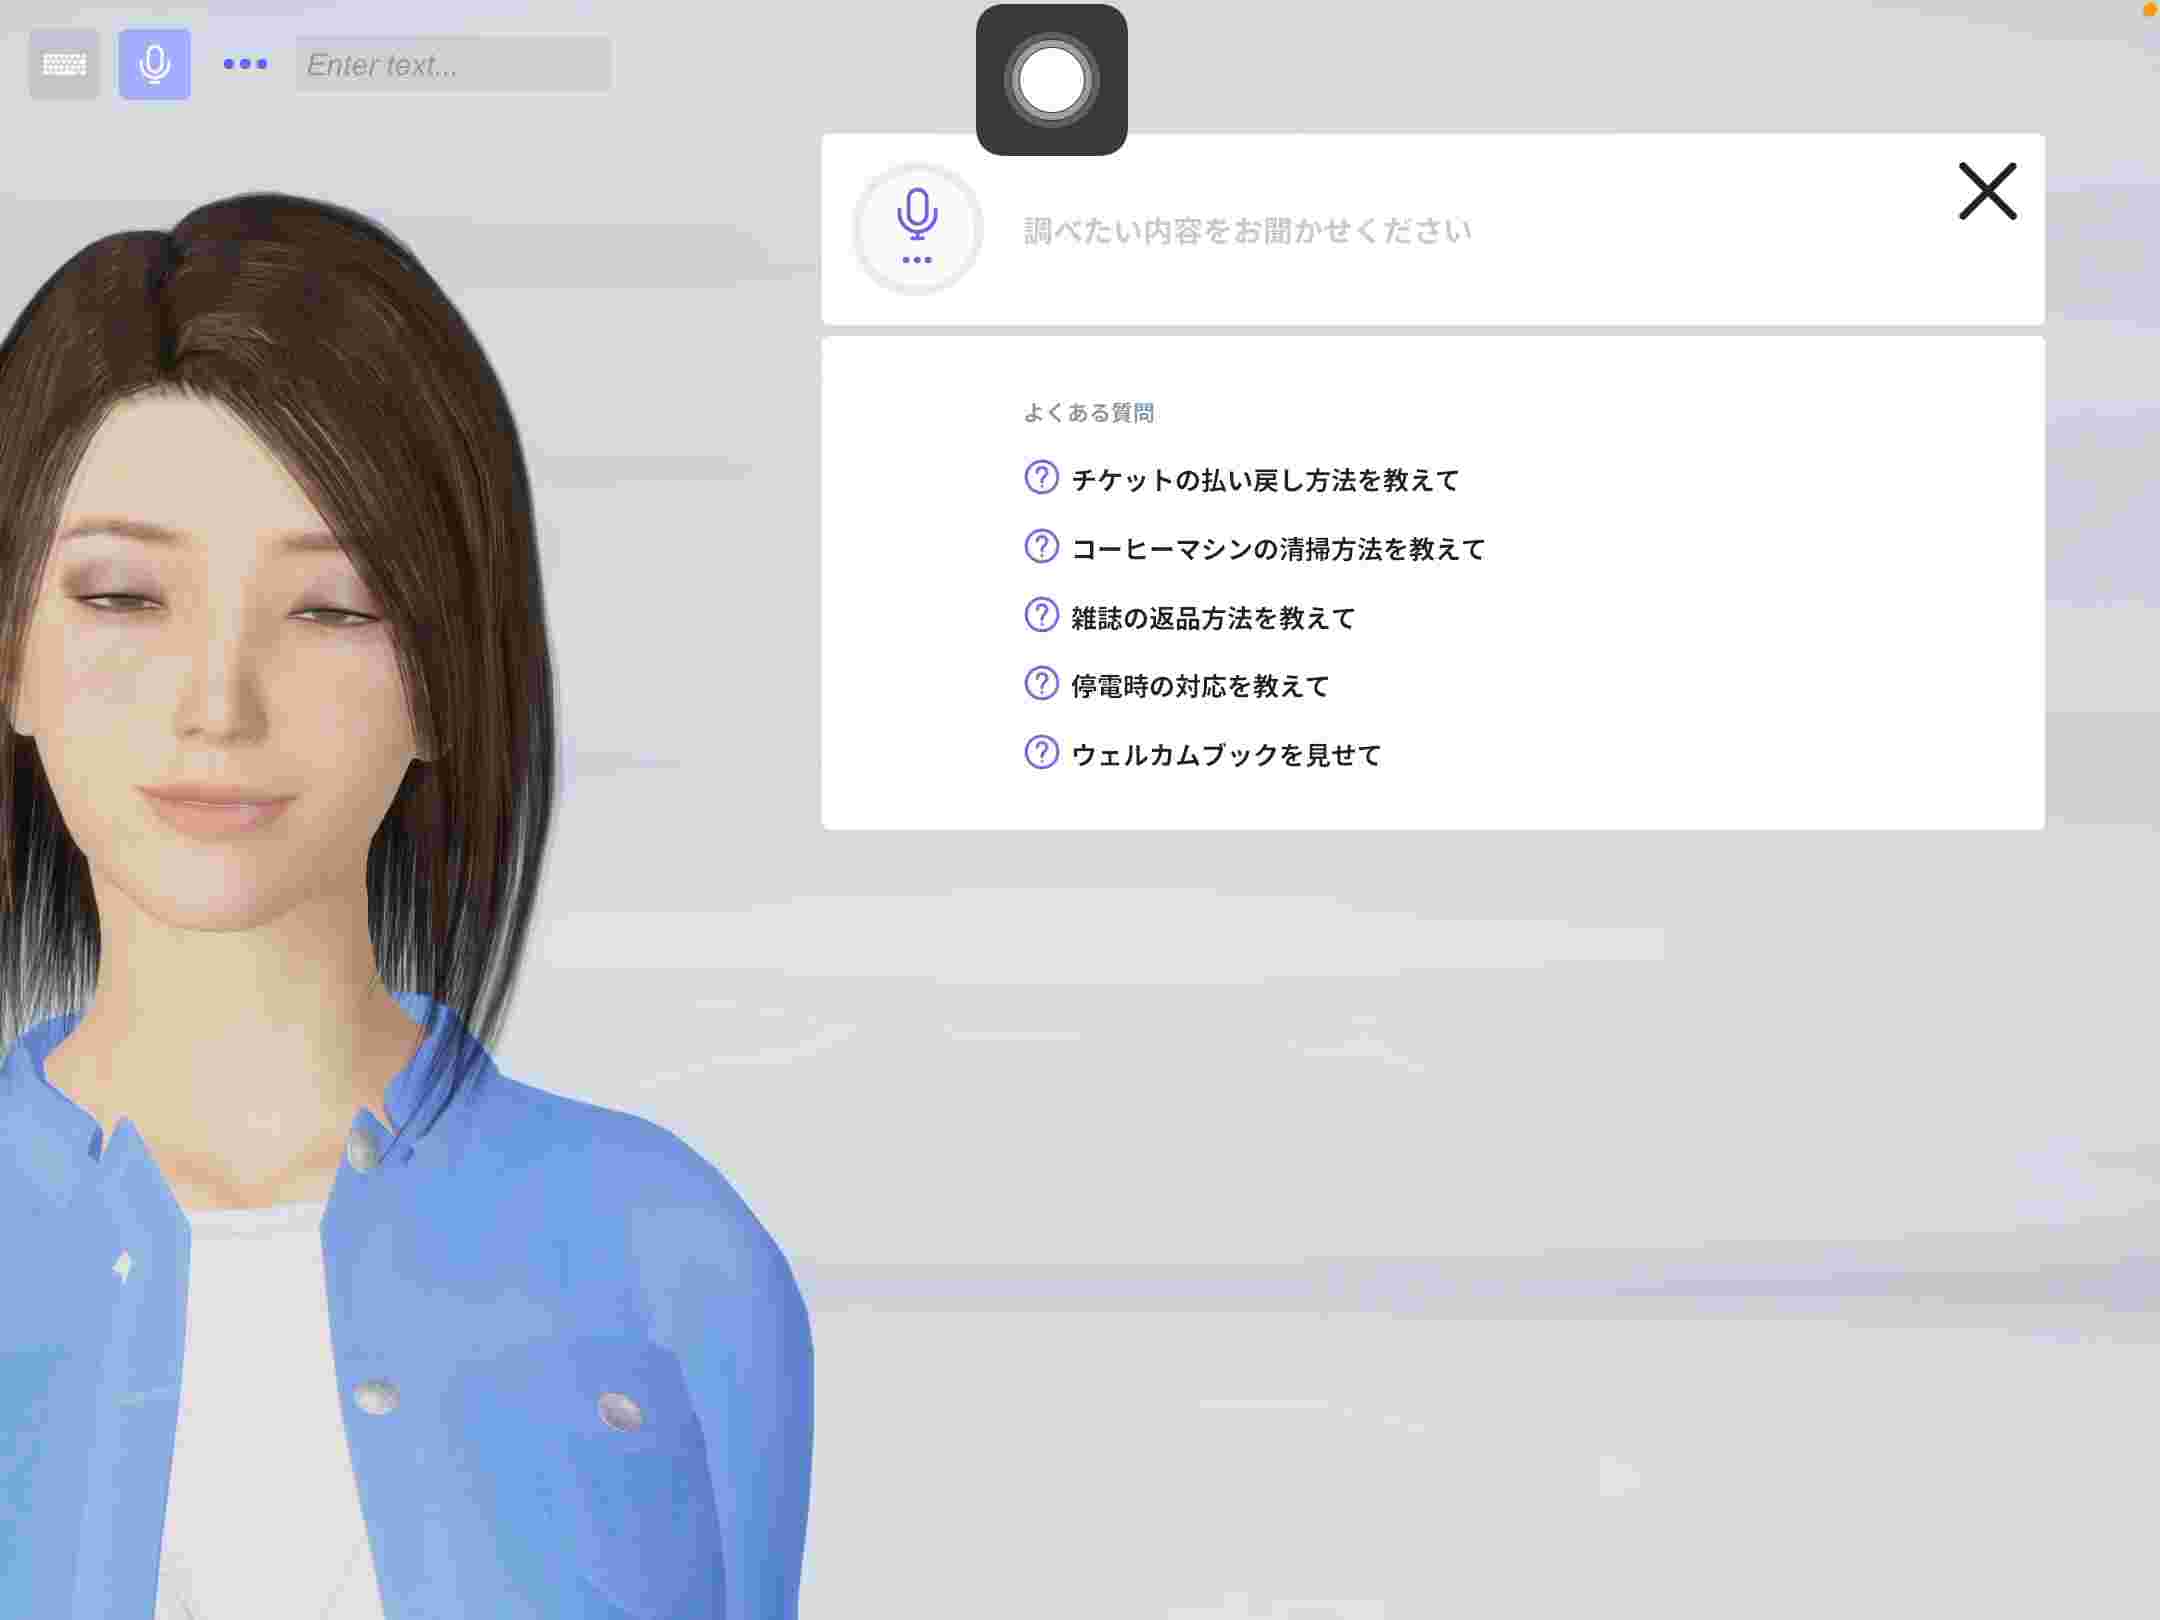 Enter text...
調べたい内容をお聞かせください
よくある質問
チケットの払い戻し方法を教えて
コーヒーマシンの清掃方法を教えて
雑誌の返品方法を教えて
停電時の対応を教えて
ウェルカムブックを見せて